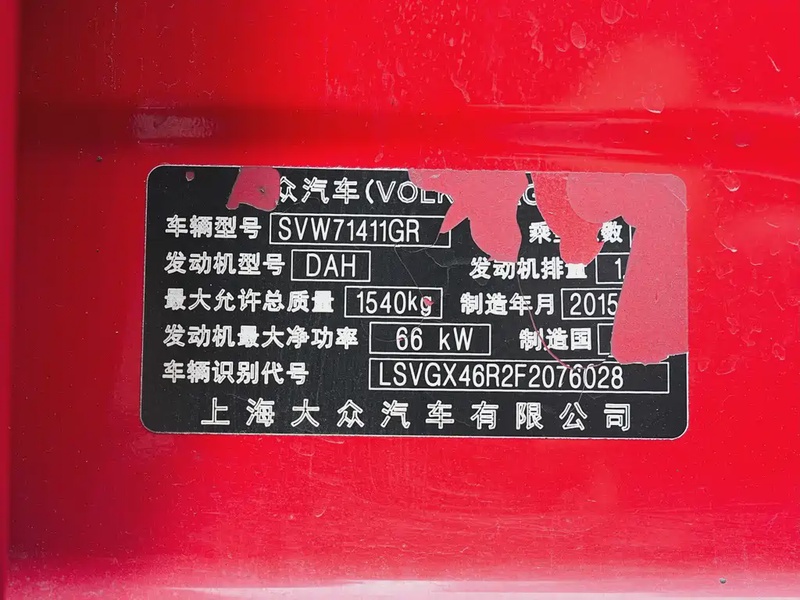 众汽车(VOLK
车辆型号 SVW71411GR 数
发动机型号 DAH 发动机排量 1.
最大允许总质量 1540kg 制造年月 2015
发动机最大净功率 66 kW 制造国
车辆识别代号 LSVGX46R2F2076028
上海大众汽车有限公司